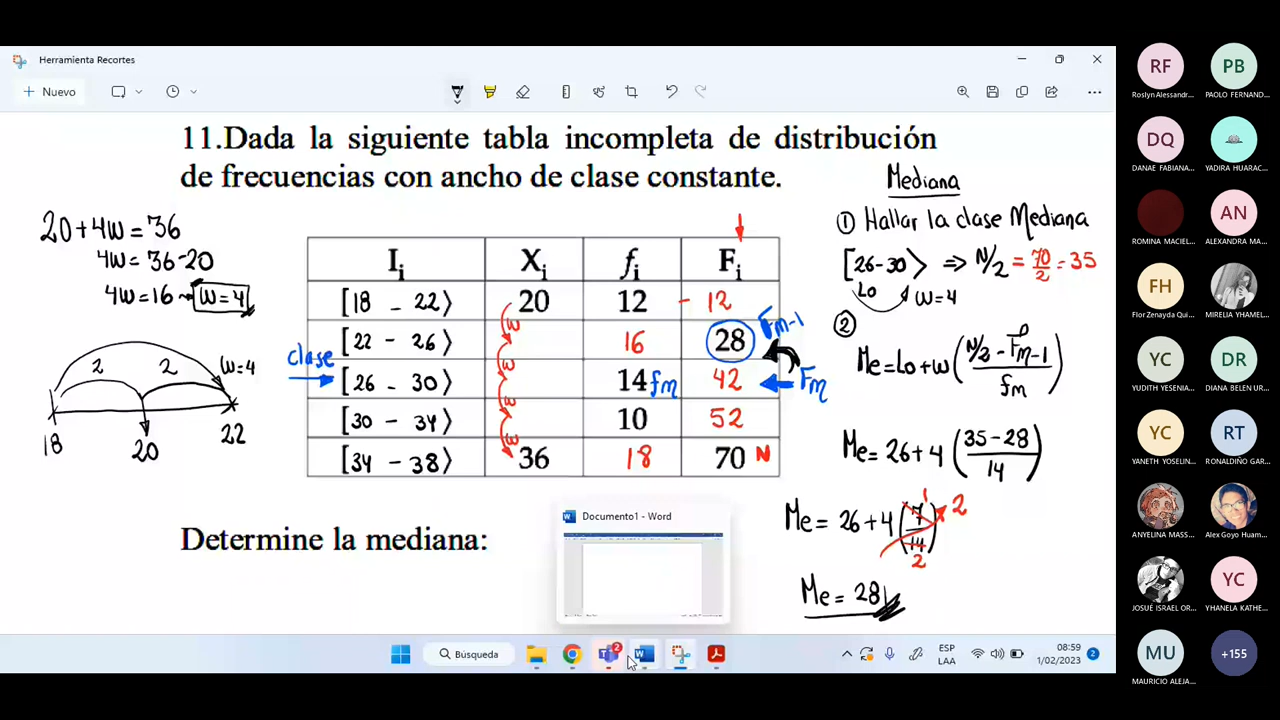 Herramienta Recortes
Nuevo
11.Dada la siguiente tabla incompleta de distribución
de frecuencias con ancho de clase constante.
20+4w=36
4w=36-20
4w=16 → w=4
2 2 w=4
18 20 22
clase
Ii Xi fi Fi
[18 - 22⟩ 20 12 12
[22 - 26⟩ 16 28 Fm-1
[26 - 30⟩ 14 fm 42 Fm
[30 - 34⟩ 10 52
[34 - 38⟩ 36 18 70 N
w
w
w
w
Determine la mediana:
Mediana
① Hallar la clase Mediana
[26-30⟩ ⇒ N/2 = 70/2 = 35
Lo w=4
②
Me = Lo+w (N/2 - Fm-1 / fm)
Me = 26+4 (35-28 / 14)
Me = 26+4 (7/14) 1 2 2
Me = 28
Documento1 - Word
Búsqueda
2
ESP
LAA
08:59
1/02/2023
2
RF
Roslyn Alessandr...
PB
PAOLO FERNAND...
DQ
DANAE FABIANA...
YADIRA HUARAC...
ROMINA MACIEL...
AN
ALEXANDRA MA...
FH
Flor Zenayda Qui...
MIRELIA YHAMEL...
YC
YUDITH YESENIA...
DR
DIANA BELEN UR...
YC
YANETH YOSELIN...
RT
RONALDIÑO GAR...
ANYELINA MASS...
Alex Goyo Huam...
JOSUÉ ISRAEL OR...
YC
YHANELA KATHE...
MU
MAURICIO ALEJA...
+155